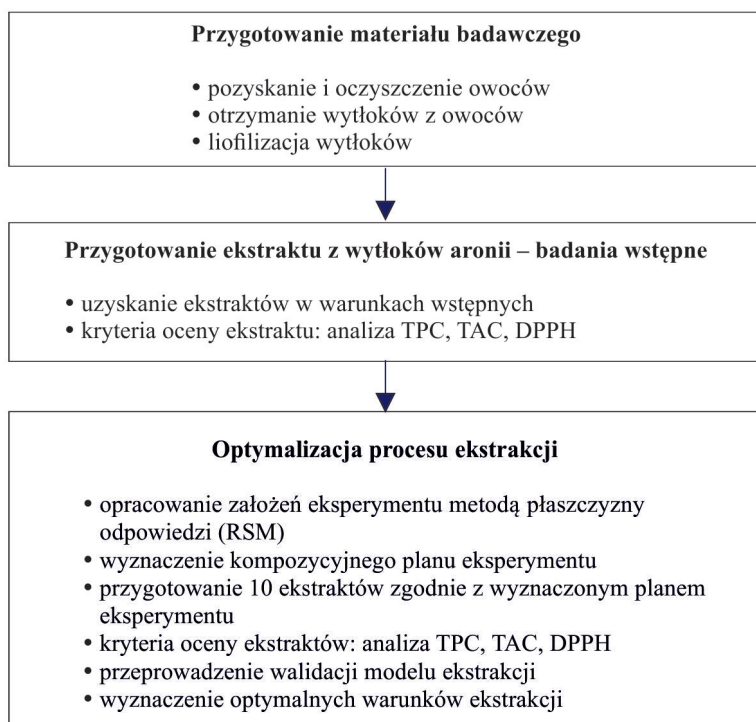 Przygotowanie materiału badawczego
• pozyskanie i oczyszczenie owoców
• otrzymanie wytłoków z owoców
• liofilizacja wytłoków
Przygotowanie ekstraktu z wytłoków aronii – badania wstępne
• uzyskanie ekstraktów w warunkach wstępnych
• kryteria oceny ekstraktu: analiza TPC, TAC, DPPH
Optymalizacja procesu ekstrakcji
• opracowanie założeń eksperymentu metodą płaszczyzny
odpowiedzi (RSM)
• wyznaczenie kompozycyjnego planu eksperymentu
• przygotowanie 10 ekstraktów zgodnie z wyznaczonym planem
eksperymentu
• kryteria oceny ekstraktów: analiza TPC, TAC, DPPH
• przeprowadzenie walidacji modelu ekstrakcji
• wyznaczenie optymalnych warunków ekstrakcji